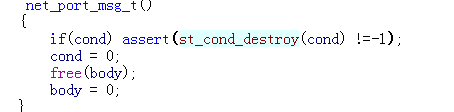 net_port_msg_t()
{
if(cond) assert(st_cond_destroy(cond) !=-1);
cond = 0;
free(body);
body = 0;
}